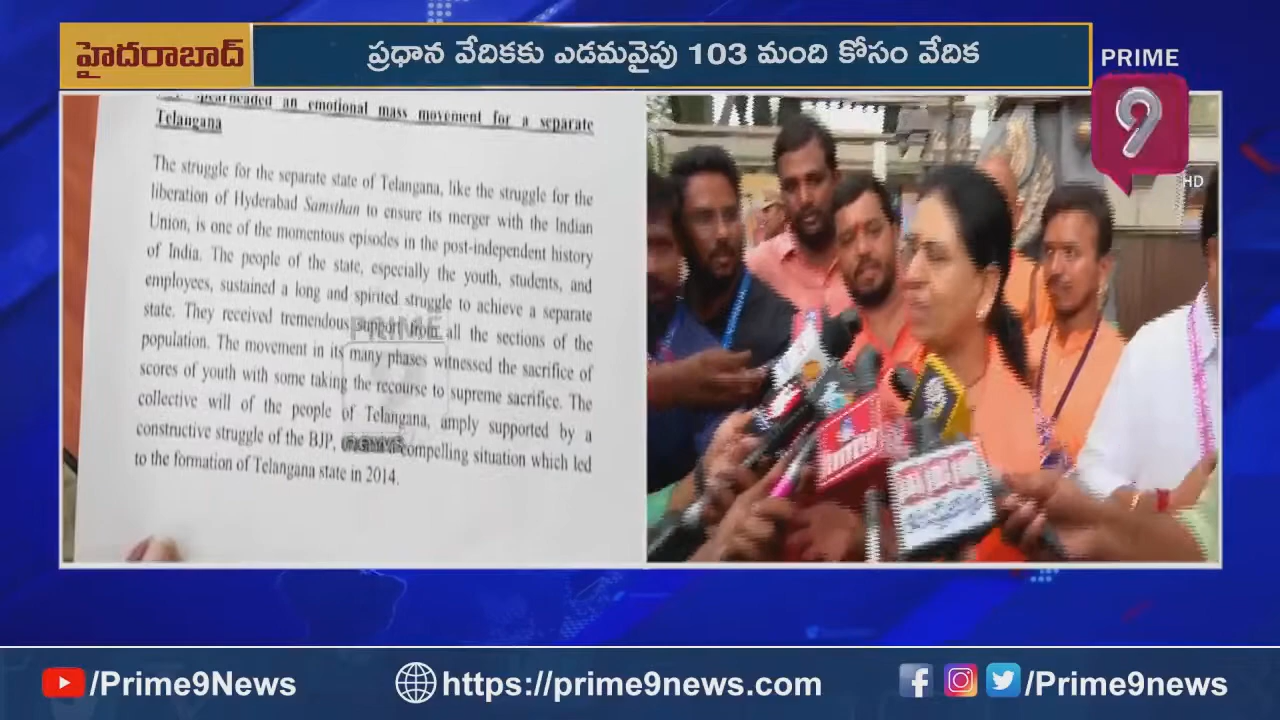 హైదరాబాద్
ప్రధాన వేదికకు ఎడమవైపు 103 మంది కోసం వేదిక
PRIME
9
HD
an emotional mass movement for a separate
Telangana
The struggle for the separate state of Telangana, like the struggle for the
liberation of Hyderabad Samsthan to ensure its merger with the Indian
Union, is one of the momentous episodes in the post-independent history
of India. The people of the state, especially the youth, students, and
employees, sustained a long and spirited struggle to achieve a separate
state. They received tremendous support from all the sections of the
population. The movement in its many phases witnessed the sacrifice of
scores of youth with some taking the recourse to supreme sacrifice. The
collective will of the people of Telangana, amply supported by a
constructive struggle of the BJP, compelling situation which led
to the formation of Telangana state in 2014.
PRIME
/Prime9News
https://prime9news.com
/Prime9news